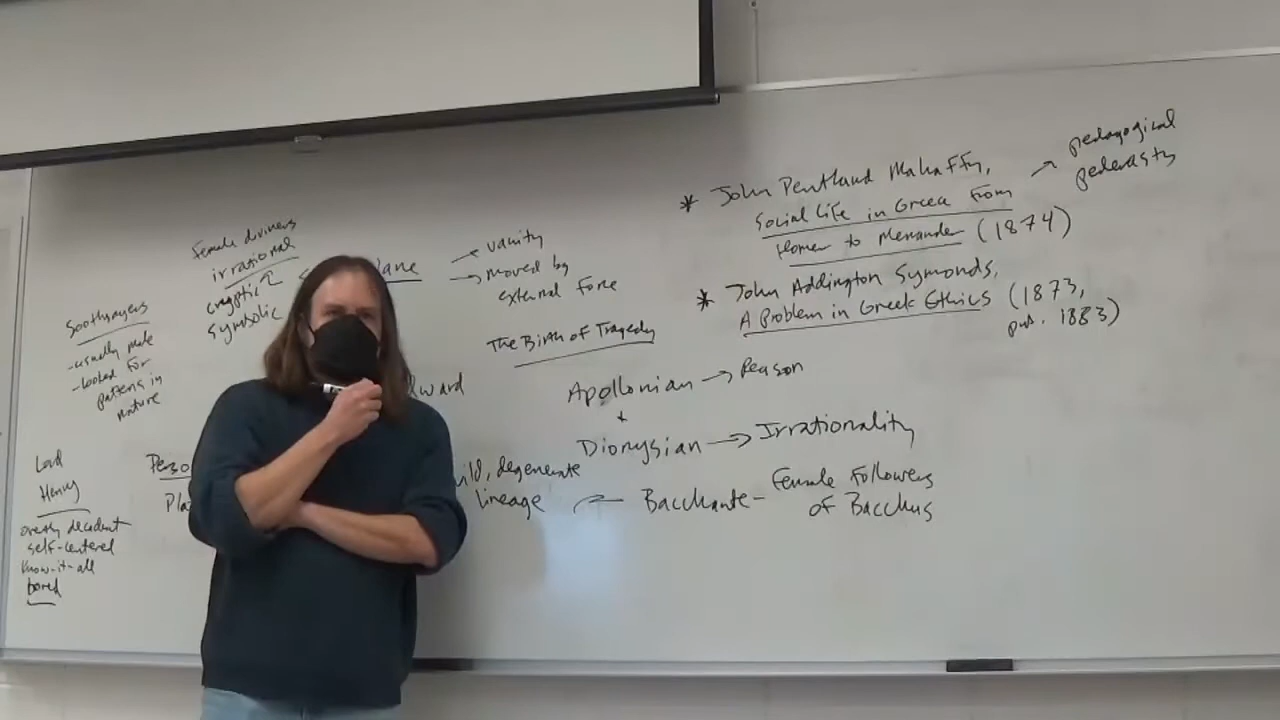 Soothsayers
-usually male
-looked for
patterns in
nature
Lord
Henry
overly decadent
self-centered
know-it-all
bored
Female diviners
irrational
cryptic
symbolic
→ vanity
→ moved by
external force
The Birth of Tragedy
Apollonian → Reason
+
Dionysian → Irrationality
degenerate
lineage
Bacchante - Female Followers
of Bacchus
* John Pentland Mahaffy,
Social Life in Greece From
Homer to Menander (1874)
→ pedagogical
pederasty
* John Addington Symonds,
A Problem in Greek Ethics (1873,
pub. 1883)